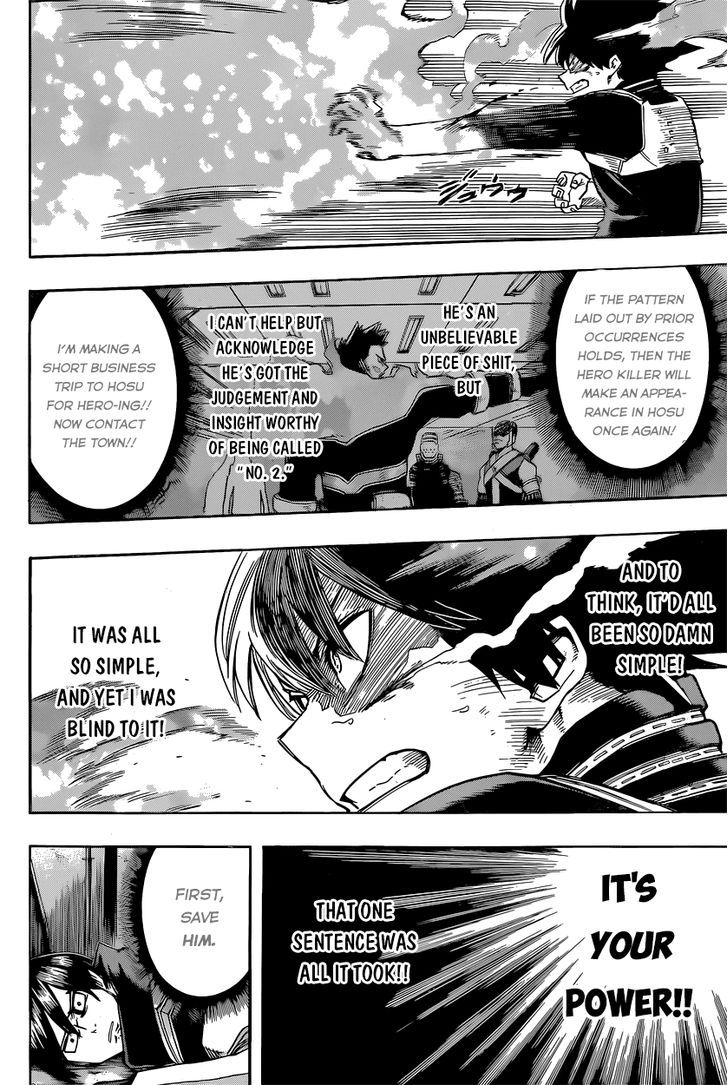 ジュウゥ
IF THE PATTERN
LAID OUT BY PRIOR
OCCURRENCES
HOLDS, THEN THE
HERO KILLER WILL
MAKE AN APPEA-
RANCE IN HOSU
ONCE AGAIN!
HE'S AN
UNBELIEVABLE
PIECE OF SHIT,
BUT
I CAN'T HELP BUT
ACKNOWLEDGE
HE'S GOT THE
JUDGEMENT AND
INSIGHT WORTHY
OF BEING CALLED
"NO. 2."
I'M MAKING A
SHORT BUSINESS
TRIP TO HOSU
FOR HERO-ING!!
NOW CONTACT
THE TOWN!!
AND TO
THINK, IT'D ALL
BEEN SO DAMN
SIMPLE!
IT WAS ALL
SO SIMPLE,
AND YET I WAS
BLIND TO IT!
IT'S
YOUR
POWER!!
THAT ONE
SENTENCE WAS
ALL IT TOOK!!
FIRST,
SAVE
HIM.